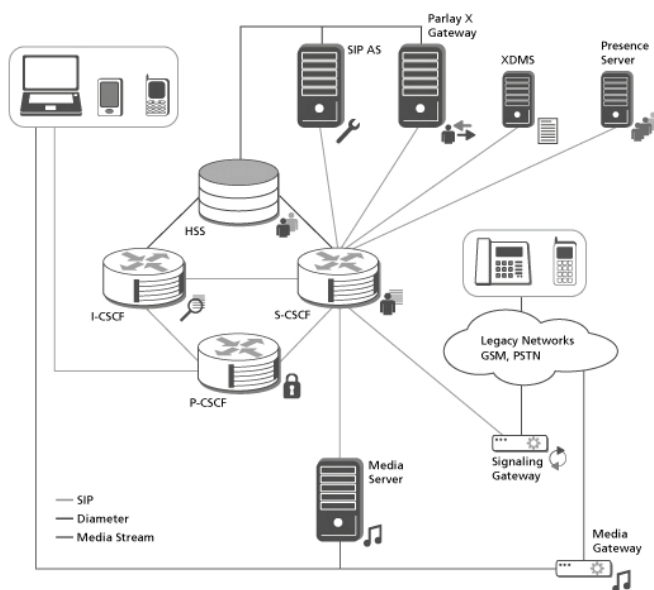 Parlay X
Gateway
SIP AS
XDMS
Presence
Server
HSS
I-CSCF
S-CSCF
P-CSCF
Legacy Networks
GSM, PSTN
Signaling
Gateway
Media
Server
SIP
Diameter
Media Stream
Media
Gateway